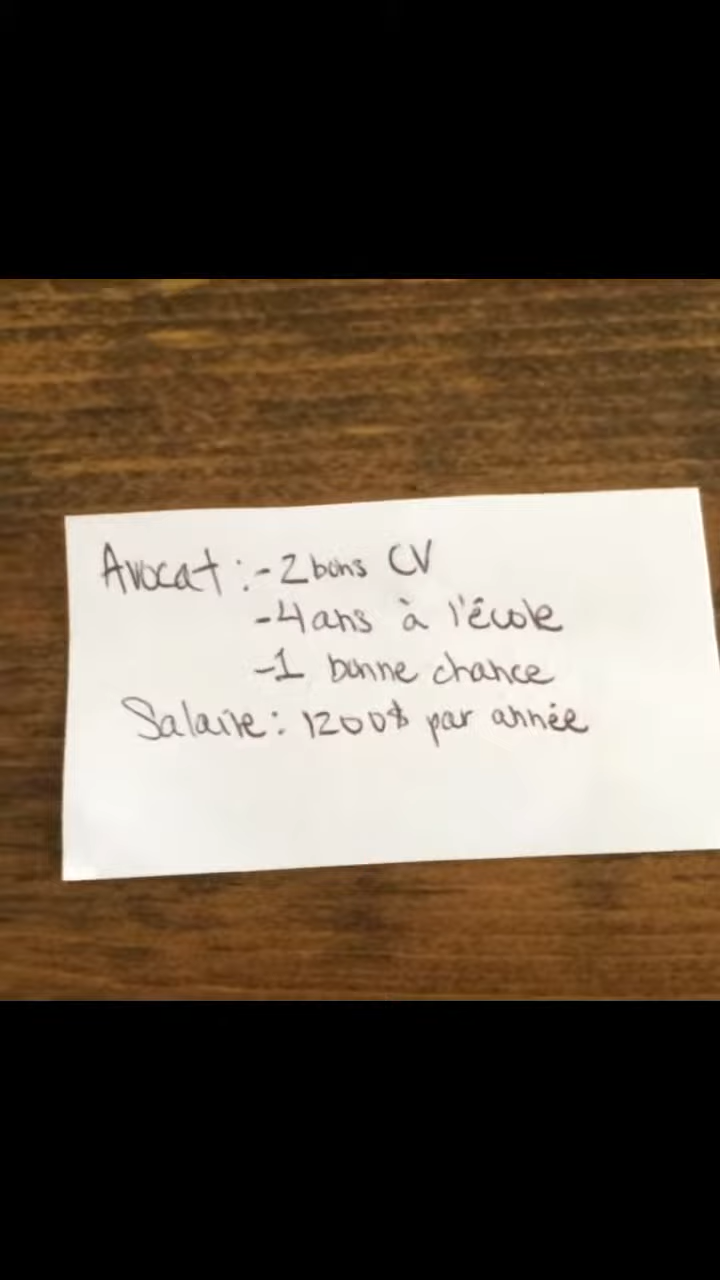 Avocat : - 2 bons CV
- 4 ans à l'école
- 1 bonne chance
Salaire : 1200$ par année